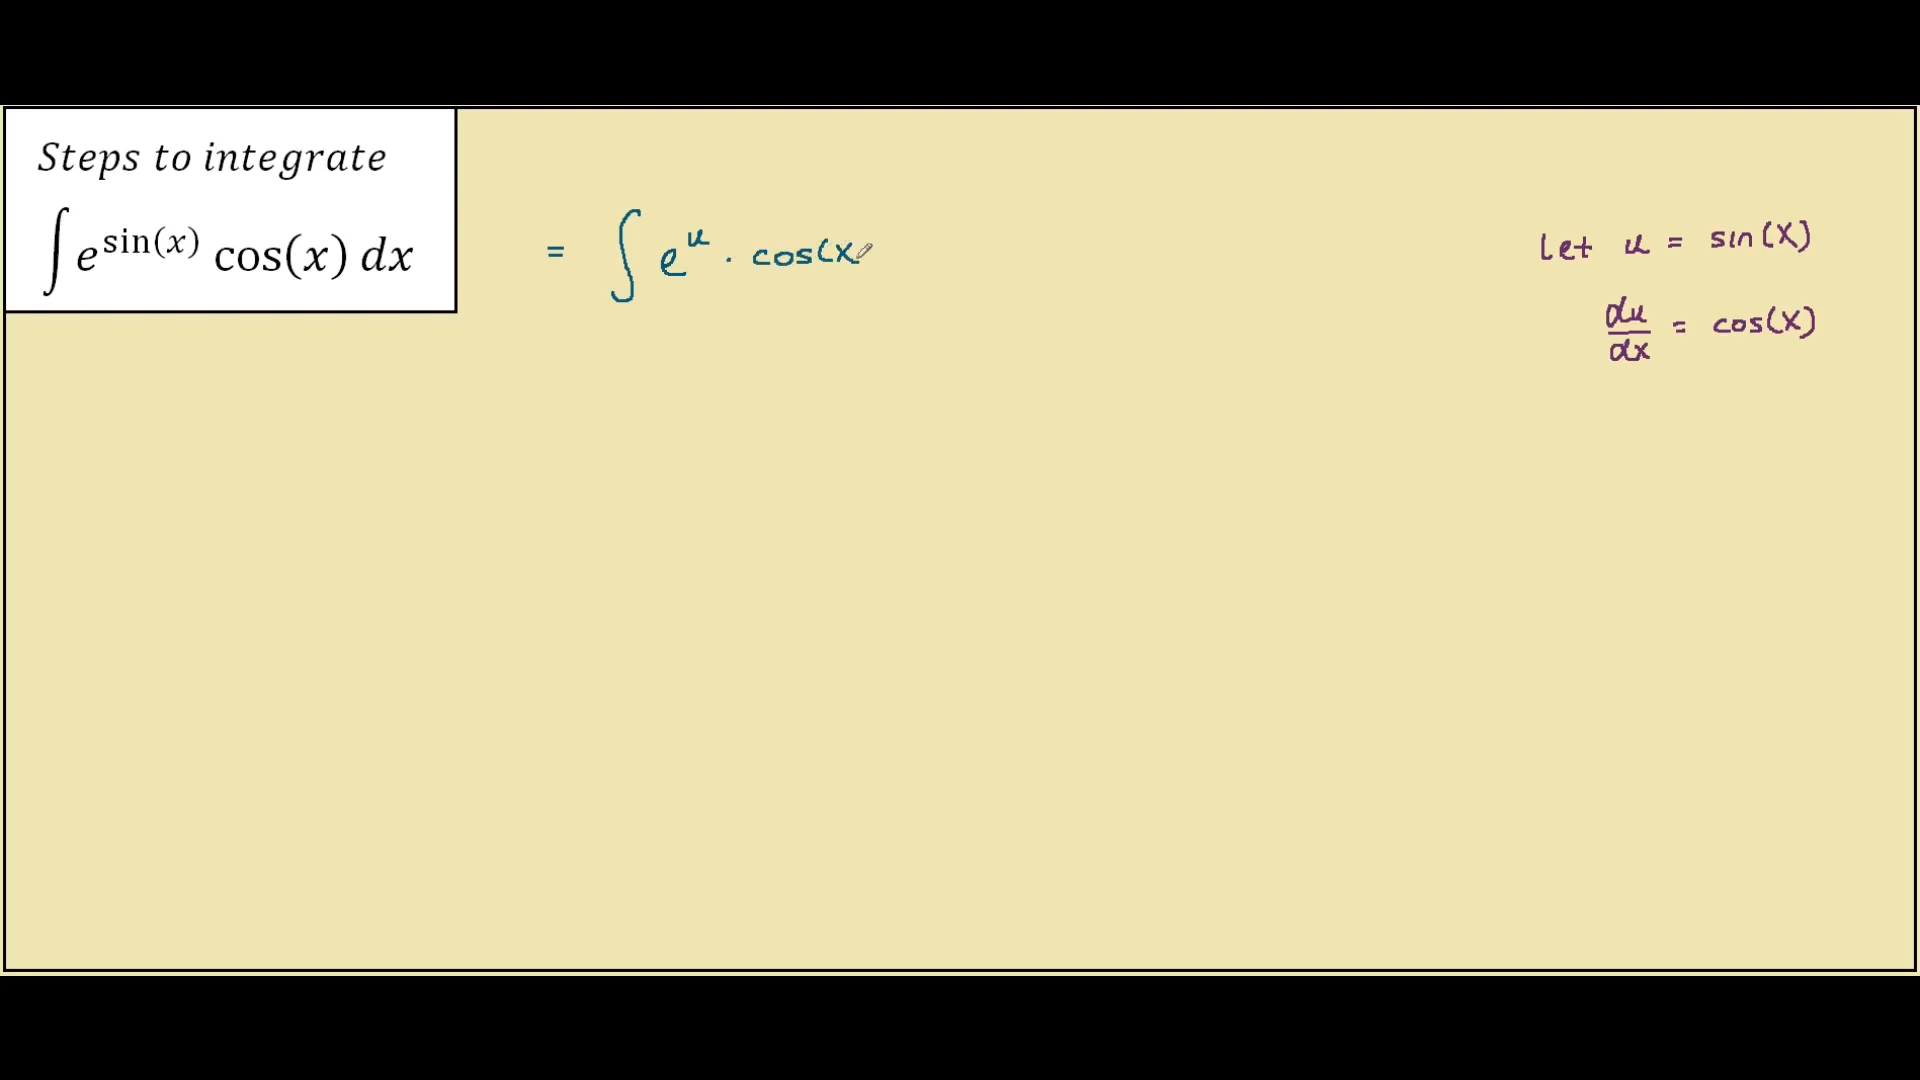 Steps to integrate
∫ e^sin(x) cos(x) dx
= ∫ e^u · cos(x
let u = sin(x)
du/dx = cos(x)